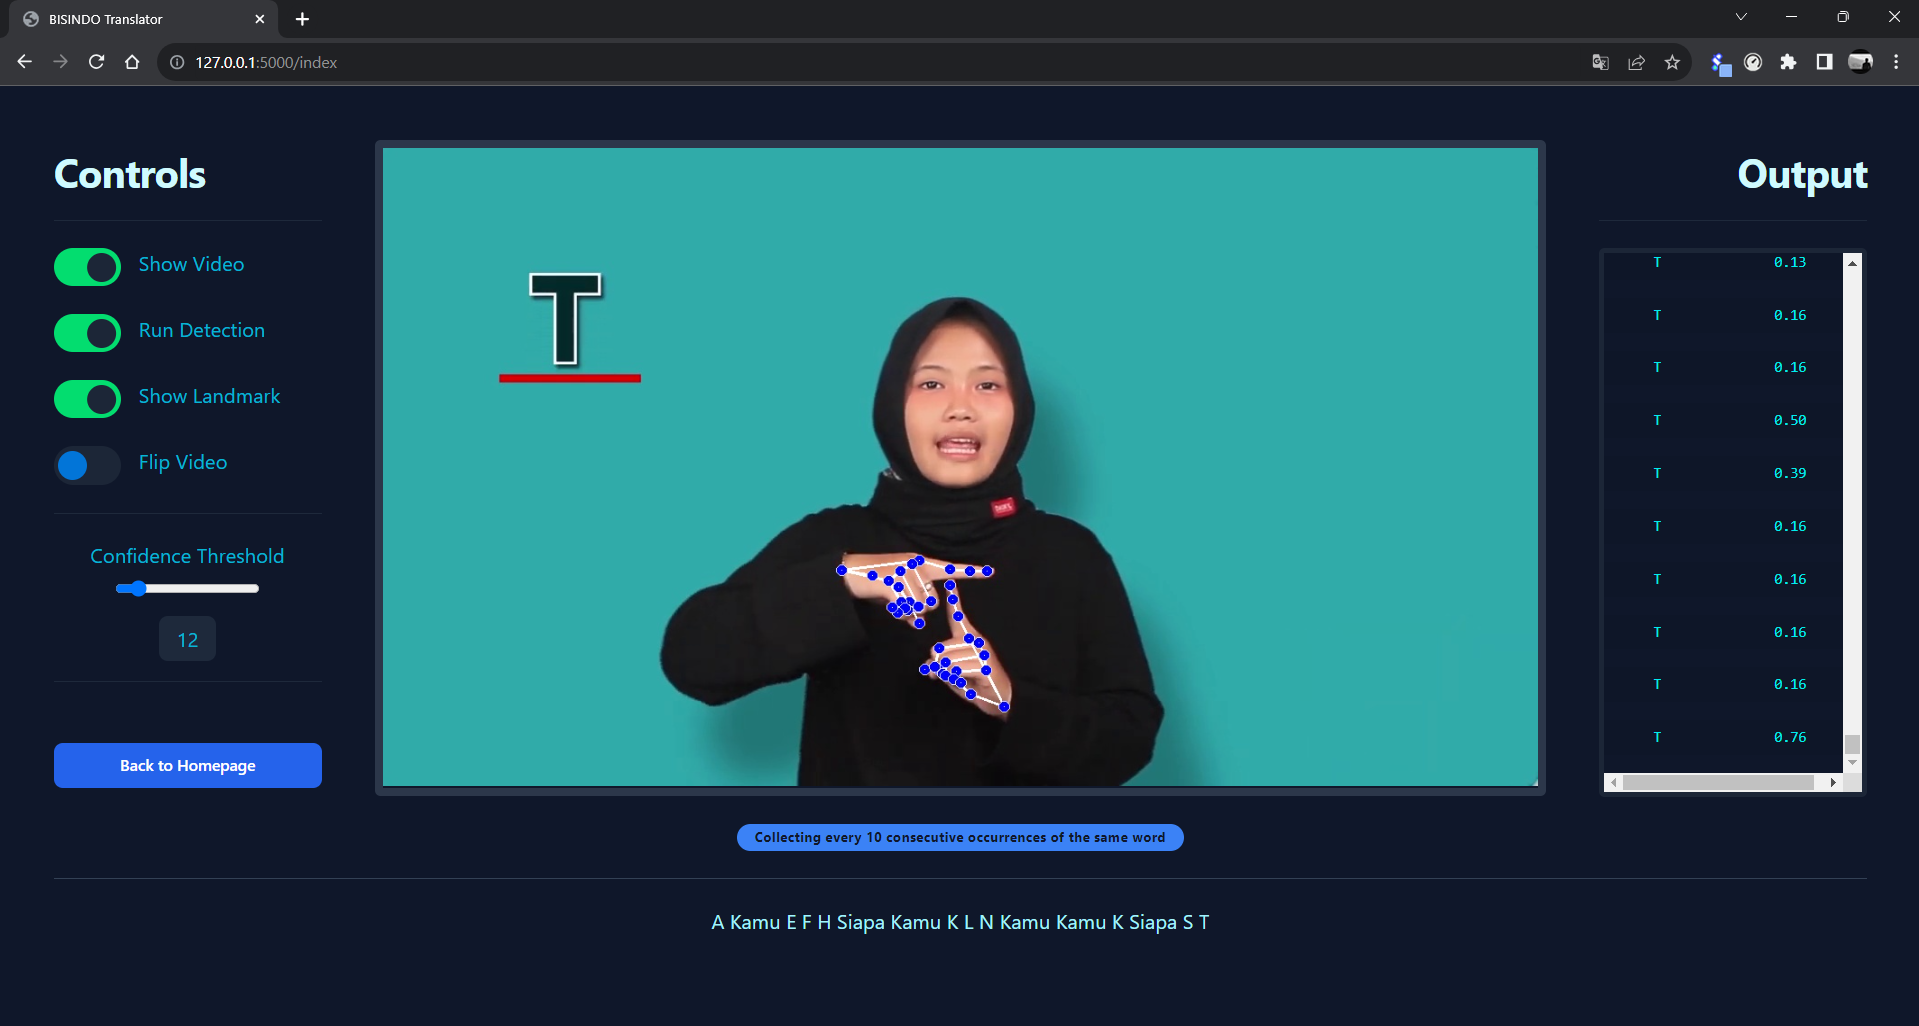 BISINDO Translator
127.0.0.1:5000/index
Controls
Show Video
Run Detection
Show Landmark
Flip Video
Confidence Threshold
12
Back to Homepage
T
Output
T 0.13
T 0.16
T 0.16
T 0.50
T 0.39
T 0.16
T 0.16
T 0.16
T 0.16
T 0.76
Collecting every 10 consecutive occurrences of the same word
A Kamu E F H Siapa Kamu K L N Kamu Kamu K Siapa S T